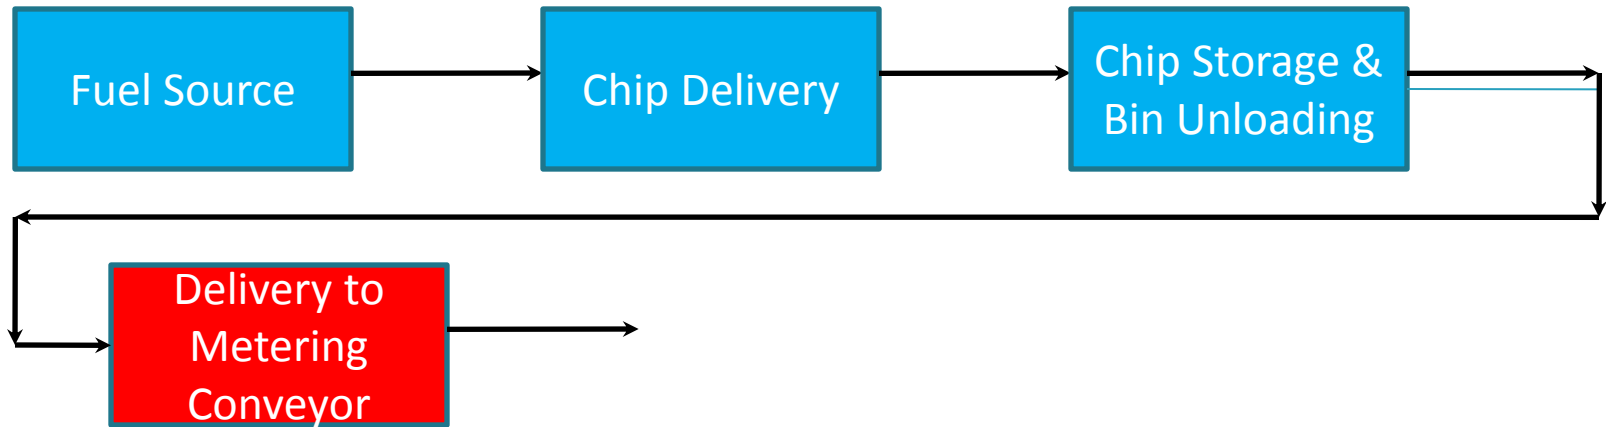 Fuel Source
Chip Delivery
Chip Storage &
Bin Unloading
Delivery to
Metering
Conveyor